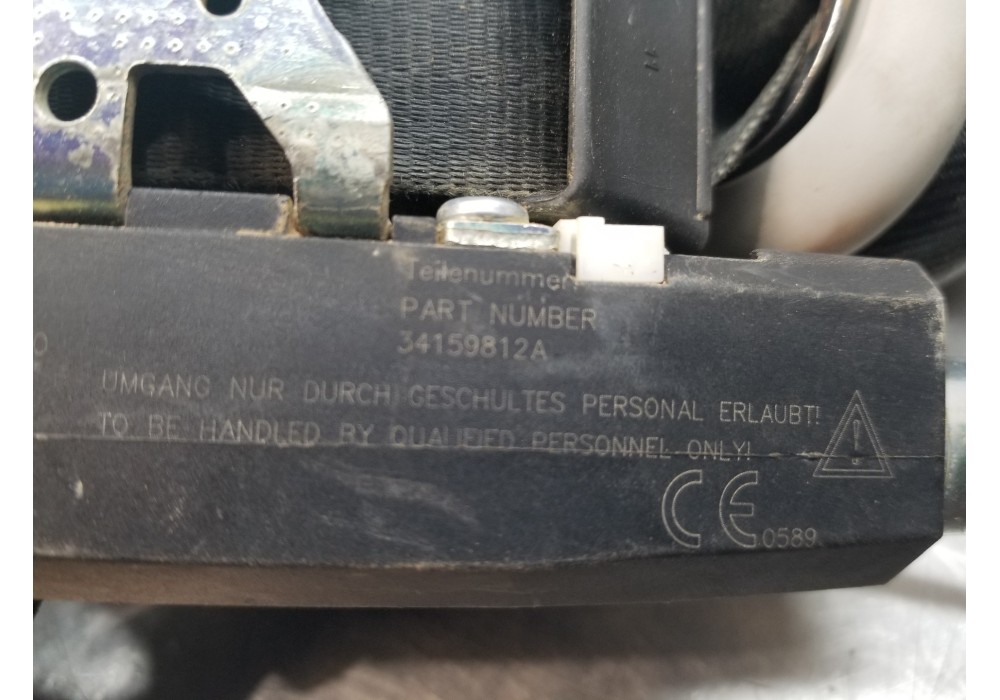 Teilenummer:
PART NUMBER
34159812A
0
UMGANG NUR DURCH GESCHULTES PERSONAL ERLAUBT!
TO BE HANDLED BY QUALIFIED PERSONNEL ONLY!
CE 0589